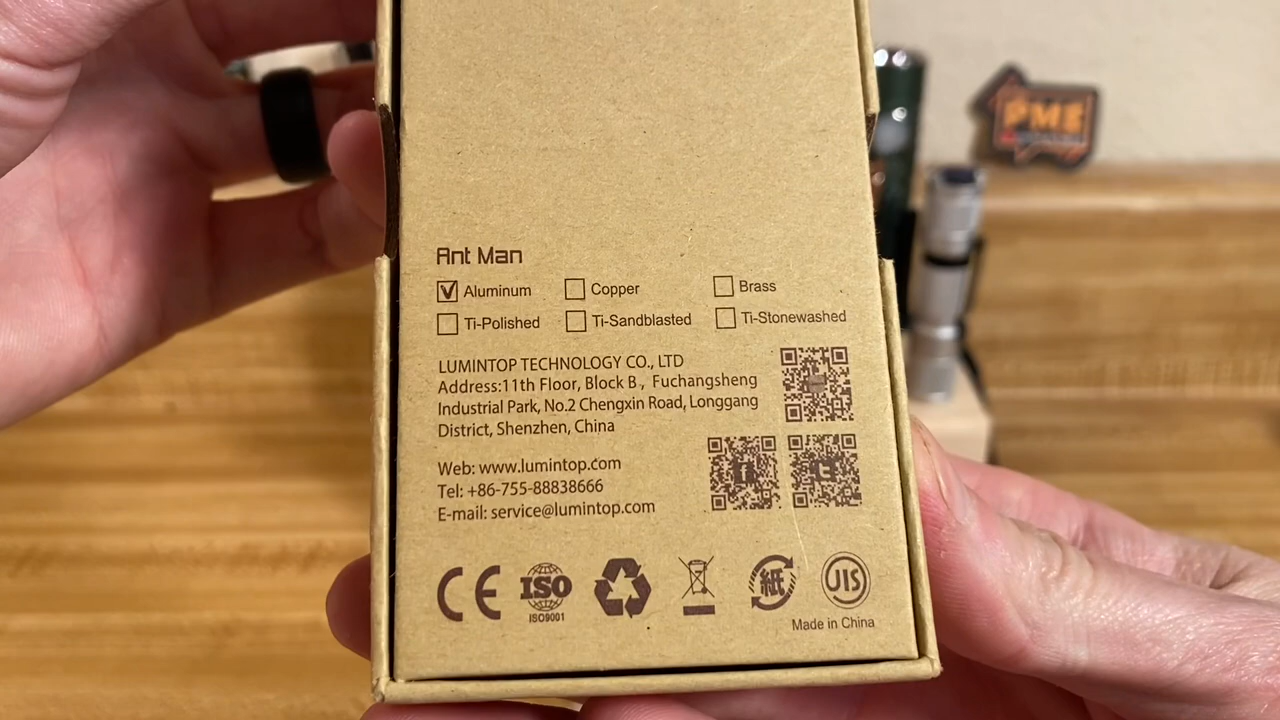 PME
Ant Man
☑ Aluminum ☐ Copper ☐ Brass
☐ Ti-Polished ☐ Ti-Sandblasted ☐ Ti-Stonewashed
LUMINTOP TECHNOLOGY CO., LTD
Address:11th Floor, Block B , Fuchangsheng
Industrial Park, No.2 Chengxin Road, Longgang
District, Shenzhen, China
Web: www.lumintop.com
Tel: +86-755-88838666
E-mail: service@lumintop.com
CE ISO 紙 JIS
ISO9001
Made in China